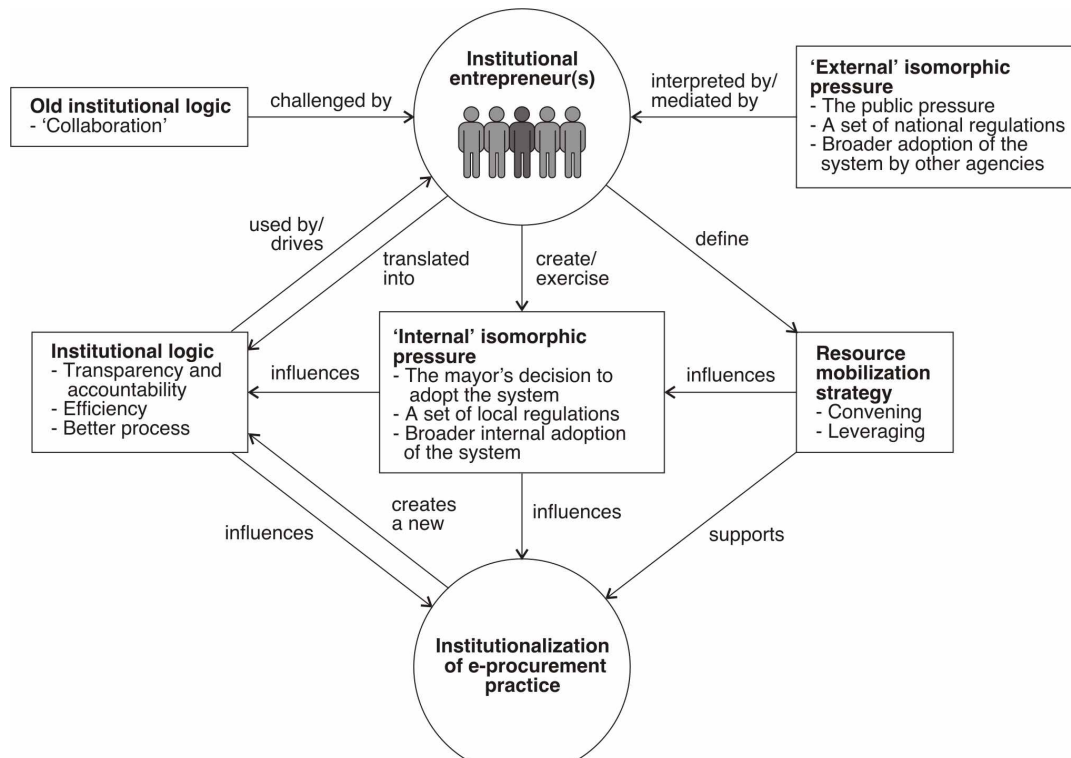 Institutional
entrepreneur(s)
Old institutional logic
- ‘Collaboration’
challenged by
interpreted by/
mediated by
‘External’ isomorphic
pressure
- The public pressure
- A set of national regulations
- Broader adoption of the
system by other agencies
used by/
drives
translated
into
create/
exercise
define
Institutional logic
- Transparency and
accountability
- Efficiency
- Better process
influences
‘Internal’ isomorphic
pressure
- The mayor’s decision to
adopt the system
- A set of local regulations
- Broader internal adoption
of the system
influences
Resource
mobilization
strategy
- Convening
- Leveraging
influences
creates
a new
influences
supports
Institutionalization
of e-procurement
practice